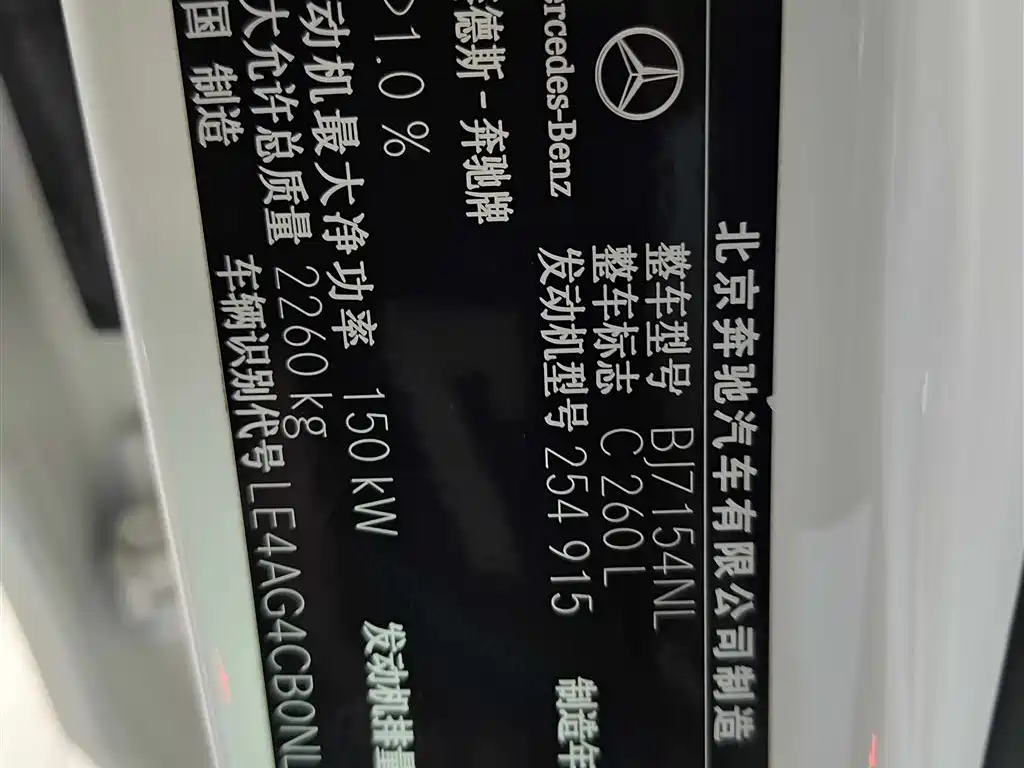 北京奔驰汽车有限公司制造
Mercedes-Benz
整车型号 BJ7154NL
整车标志 C 260 L
发动机型号 254 915 制造年
德斯-奔驰牌
>1.0 %
动机最大净功率 150 kW 发动机排量
大允许总质量 2260 kg
国 制造 车辆识别代号 LE4AG4CB0NL